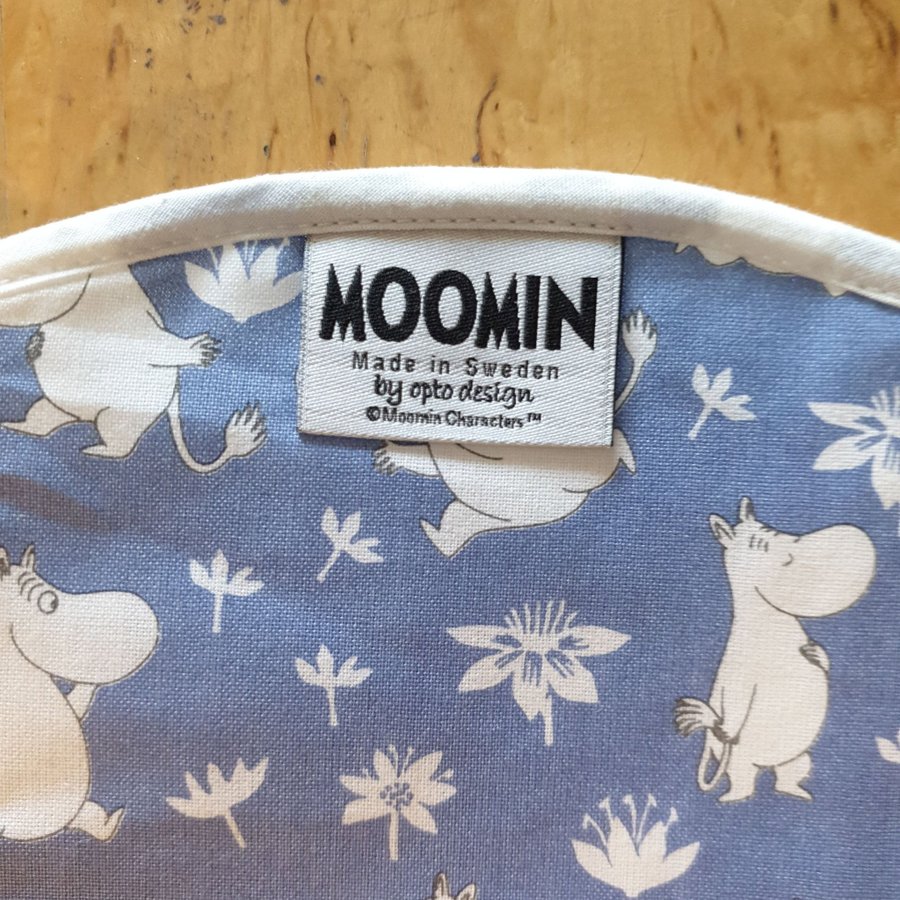 MOOMIN
Made in Sweden
by opto design
©Moomin Characters™